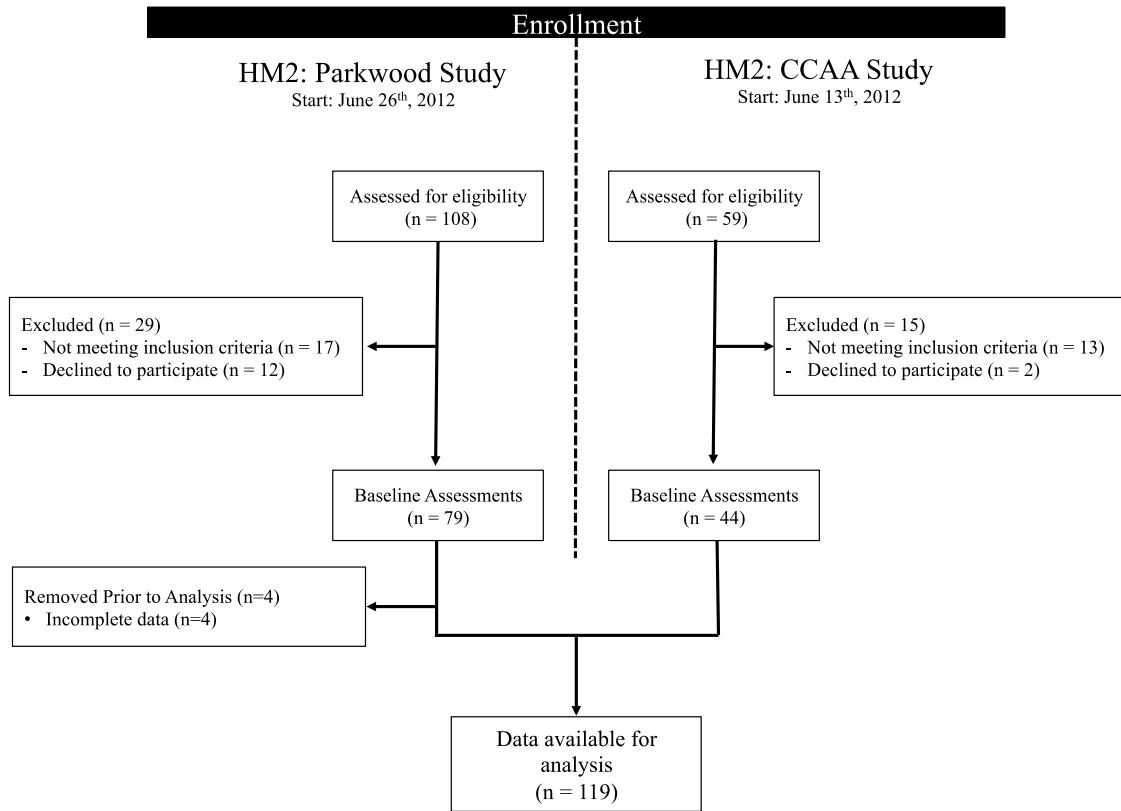 Enrollment
HM2: Parkwood Study
Start: June 26th, 2012
HM2: CCAA Study
Start: June 13th, 2012
Assessed for eligibility
(n = 108)
Assessed for eligibility
(n = 59)
Excluded (n = 29)
- Not meeting inclusion criteria (n = 17)
- Declined to participate (n = 12)
Excluded (n = 15)
- Not meeting inclusion criteria (n = 13)
- Declined to participate (n = 2)
Baseline Assessments
(n = 79)
Baseline Assessments
(n = 44)
Removed Prior to Analysis (n=4)
• Incomplete data (n=4)
Data available for
analysis
(n = 119)